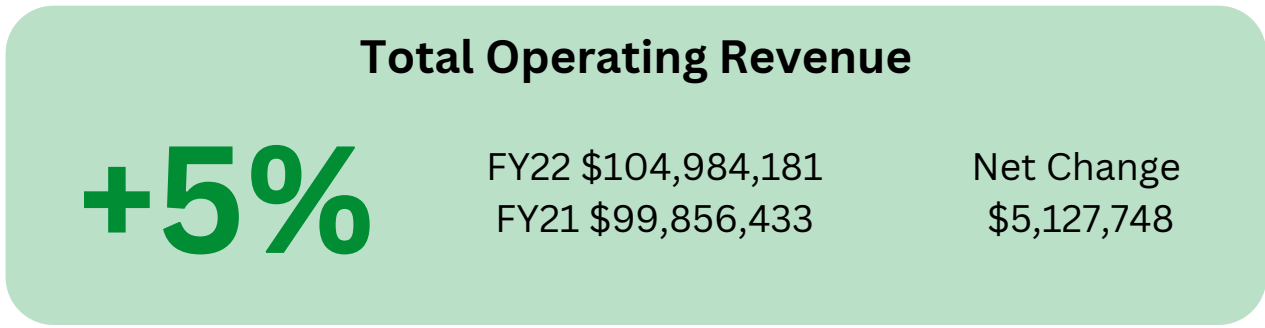 Total Operating Revenue
+5%
FY22 $104,984,181
FY21 $99,856,433
Net Change
$5,127,748